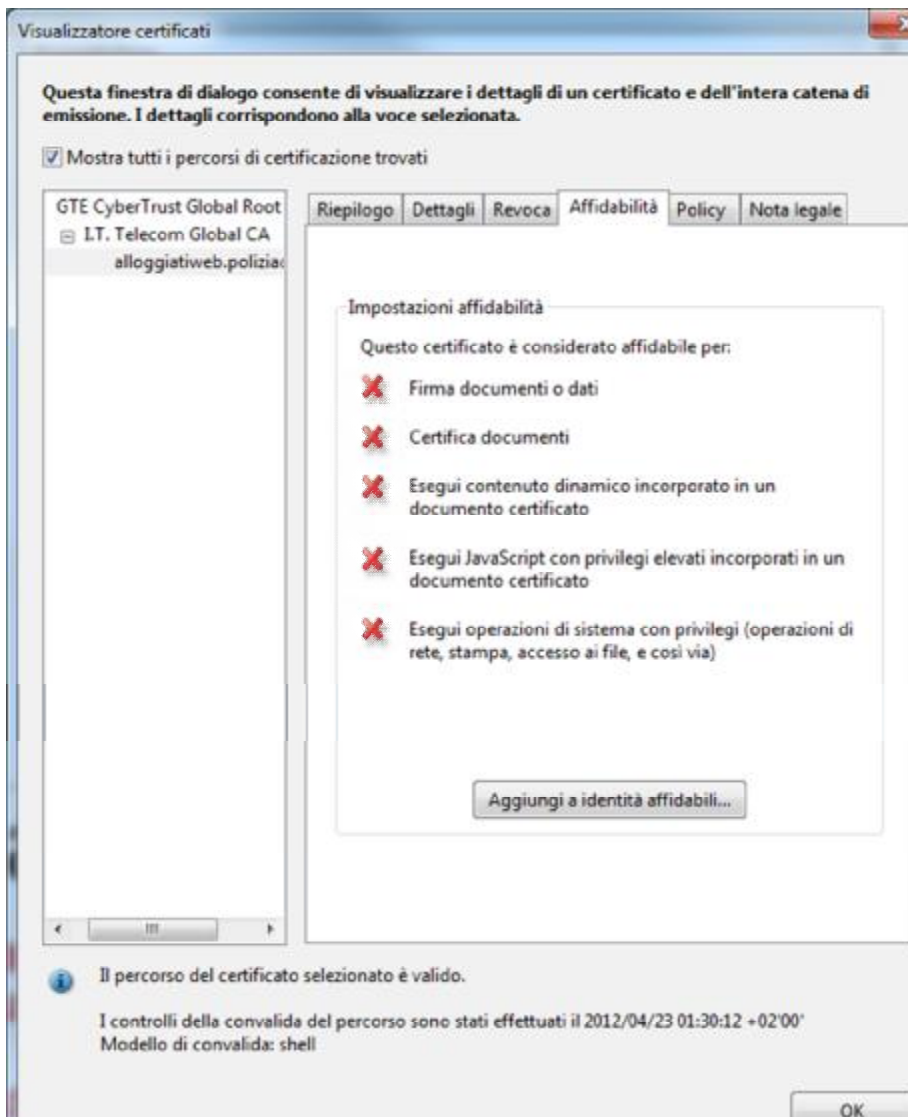 Visualizzatore certificati
Questa finestra di dialogo consente di visualizzare i dettagli di un certificato e dell'intera catena di
emissione. I dettagli corrispondono alla voce selezionata.
Mostra tutti i percorsi di certificazione trovati
GTE CyberTrust Global Root
I.T. Telecom Global CA
alloggiatiweb.polizia
Riepilogo Dettagli Revoca Affidabilità Policy Nota legale
Impostazioni affidabilità
Questo certificato è considerato affidabile per:
Firma documenti o dati
Certifica documenti
Esegui contenuto dinamico incorporato in un
documento certificato
Esegui JavaScript con privilegi elevati incorporati in un
documento certificato
Esegui operazioni di sistema con privilegi (operazioni di
rete, stampa, accesso ai file, e così via)
Aggiungi a identità affidabili...
Il percorso del certificato selezionato è valido.
I controlli della convalida del percorso sono stati effettuati il 2012/04/23 01:30:12 +02'00'
Modello di convalida: shell
OK